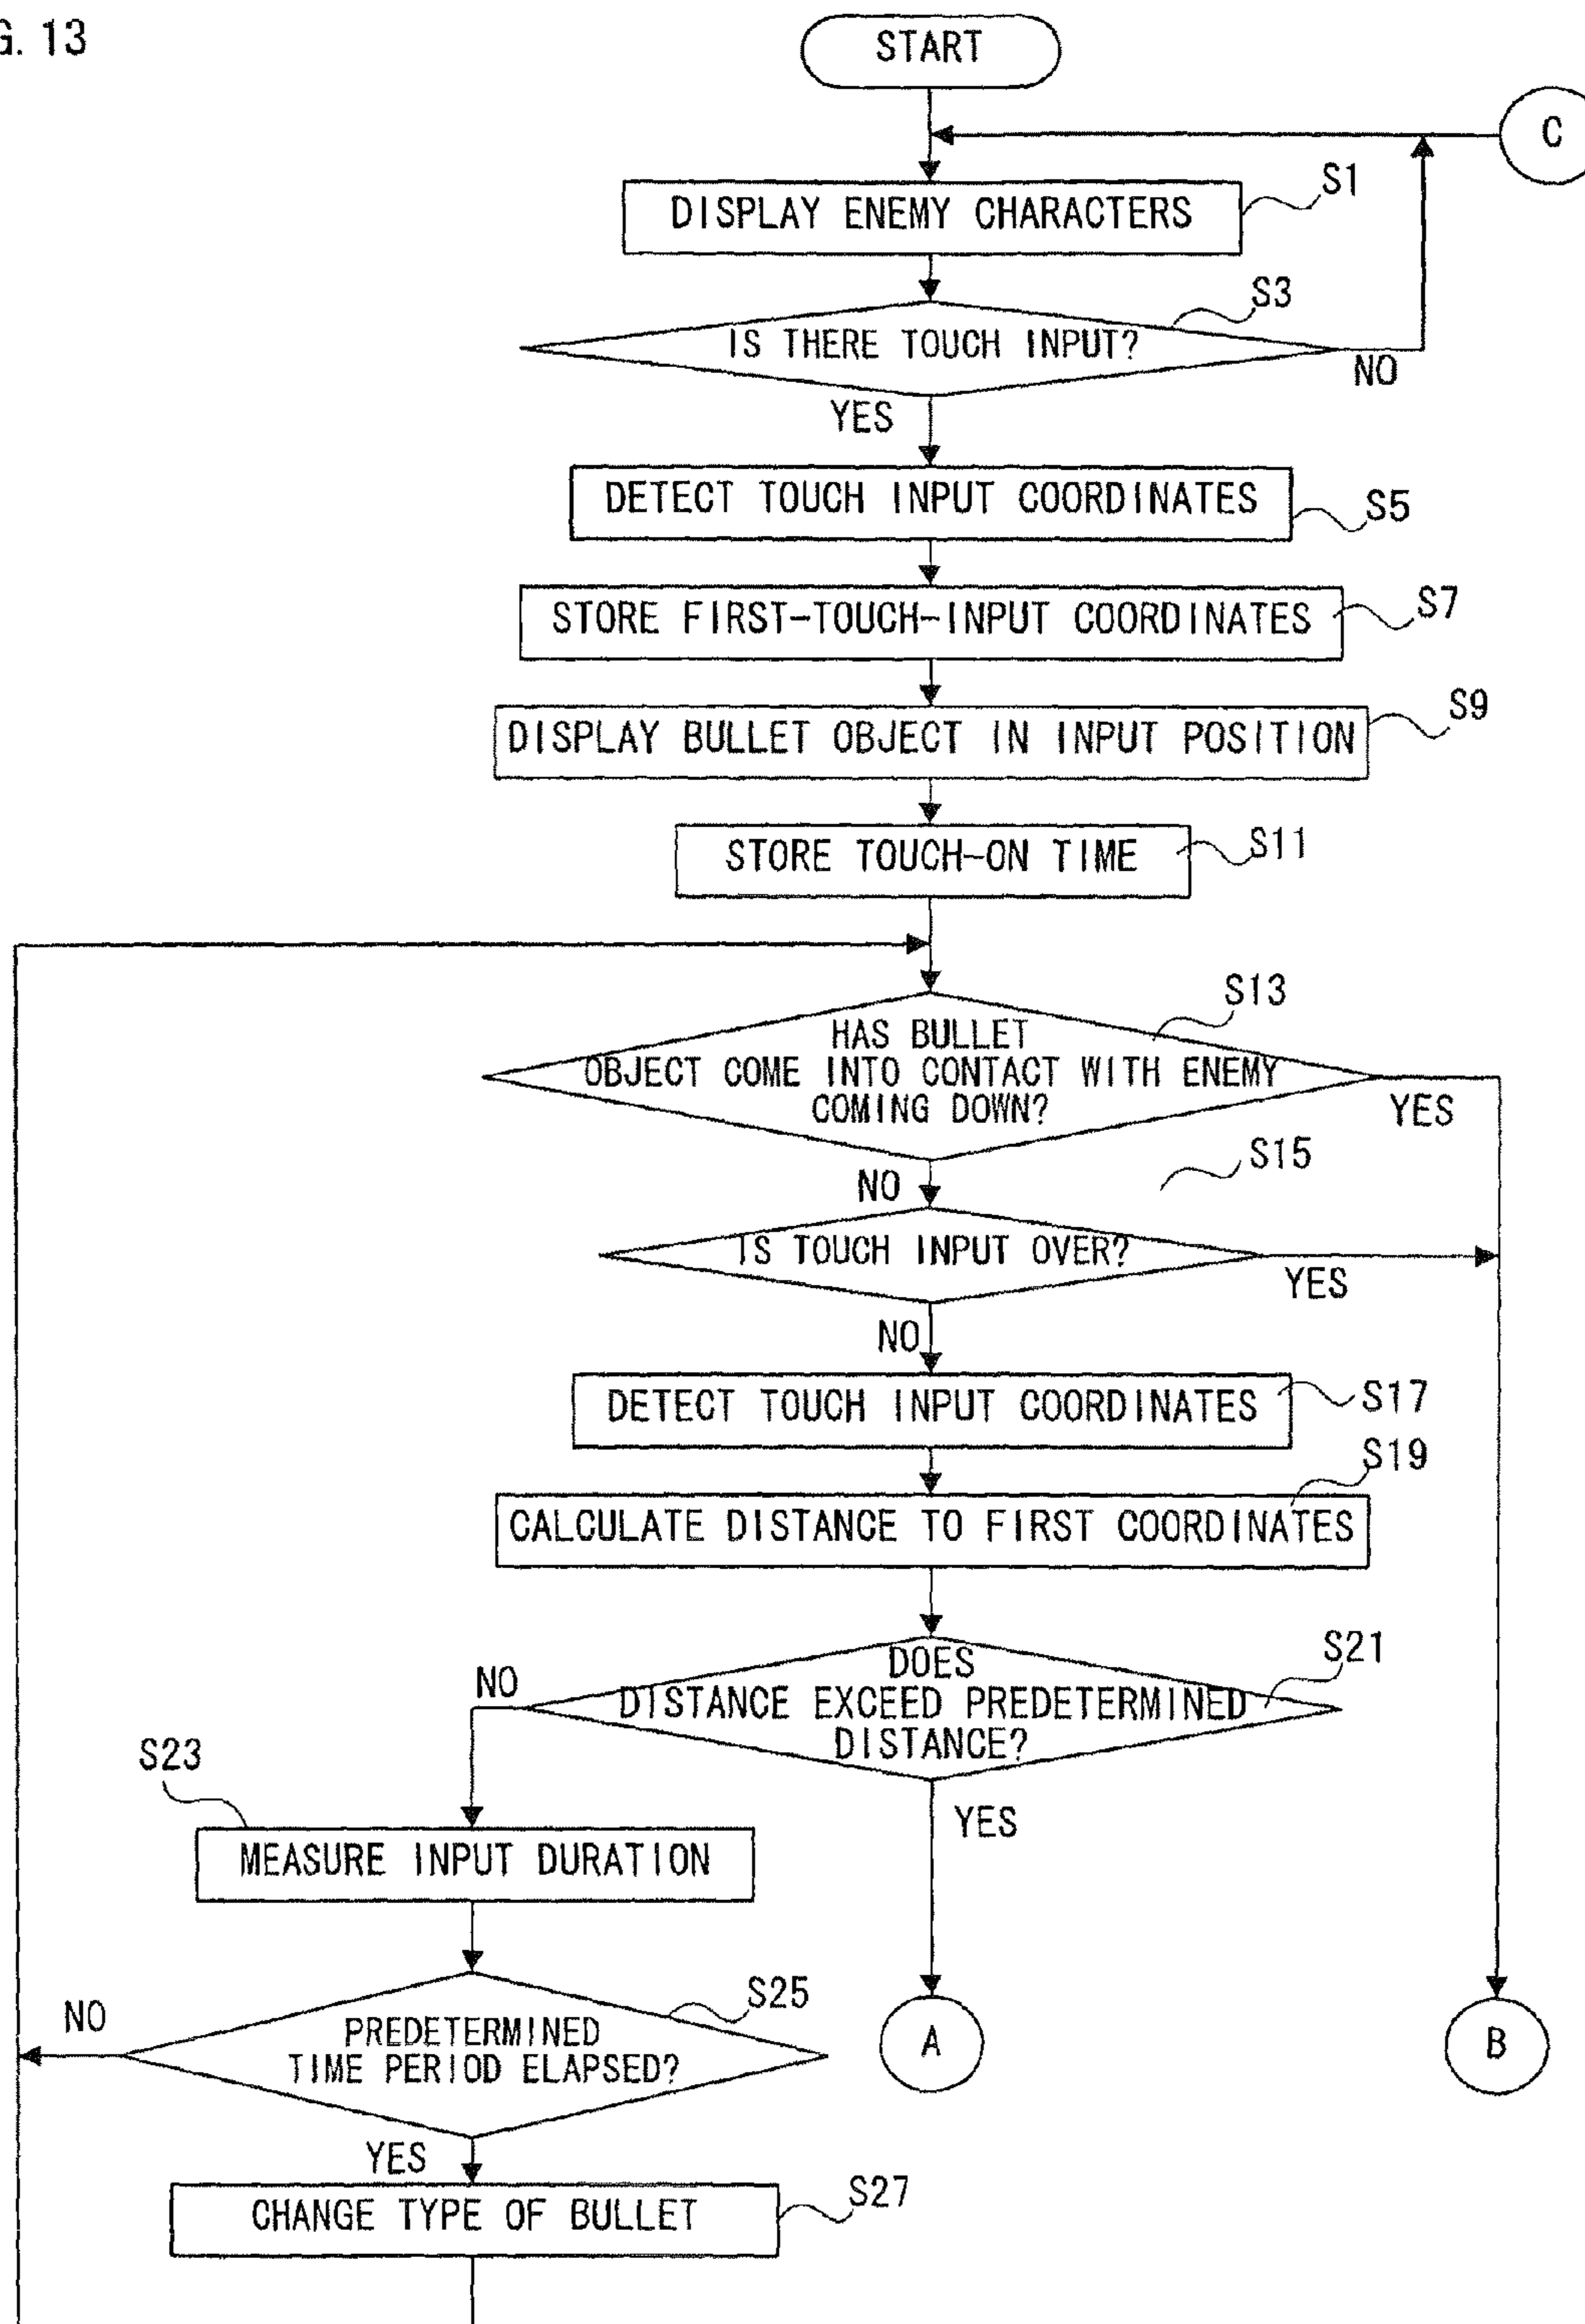 G. 13
START
C
S1
DISPLAY ENEMY CHARACTERS
S3
IS THERE TOUCH INPUT?
NO
YES
DETECT TOUCH INPUT COORDINATES
S5
STORE FIRST-TOUCH-INPUT COORDINATES
S7
S9
DISPLAY BULLET OBJECT IN INPUT POSITION
STORE TOUCH-ON TIME
S11
S13
HAS BULLET
OBJECT COME INTO CONTACT WITH ENEMY
COMING DOWN?
YES
NO
S15
IS TOUCH INPUT OVER?
YES
NO
DETECT TOUCH INPUT COORDINATES
S17
S19
CALCULATE DISTANCE TO FIRST COORDINATES
S21
DOES
DISTANCE EXCEED PREDETERMINED
DISTANCE?
NO
YES
S23
MEASURE INPUT DURATION
S25
PREDETERMINED
TIME PERIOD ELAPSED?
NO
A
B
YES
CHANGE TYPE OF BULLET
S27